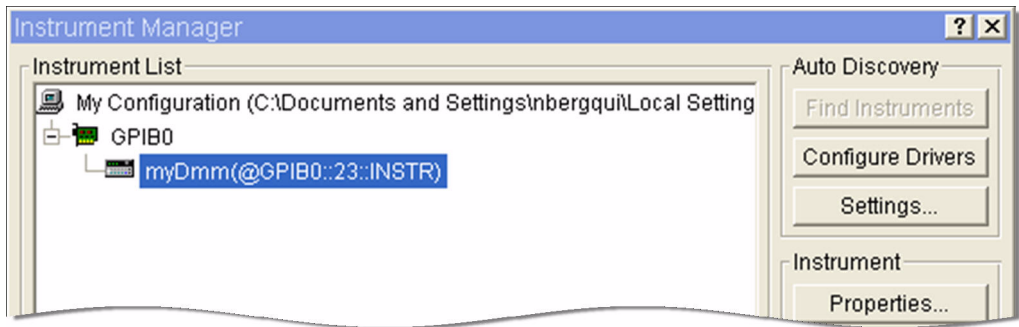 Instrument Manager
Instrument List
My Configuration (C:\Documents and Settings\nbergqui\Local Setting
GPIB0
myDmm(@GPIB0::23::INSTR)
Auto Discovery
Find Instruments
Configure Drivers
Settings...
Instrument
Properties...